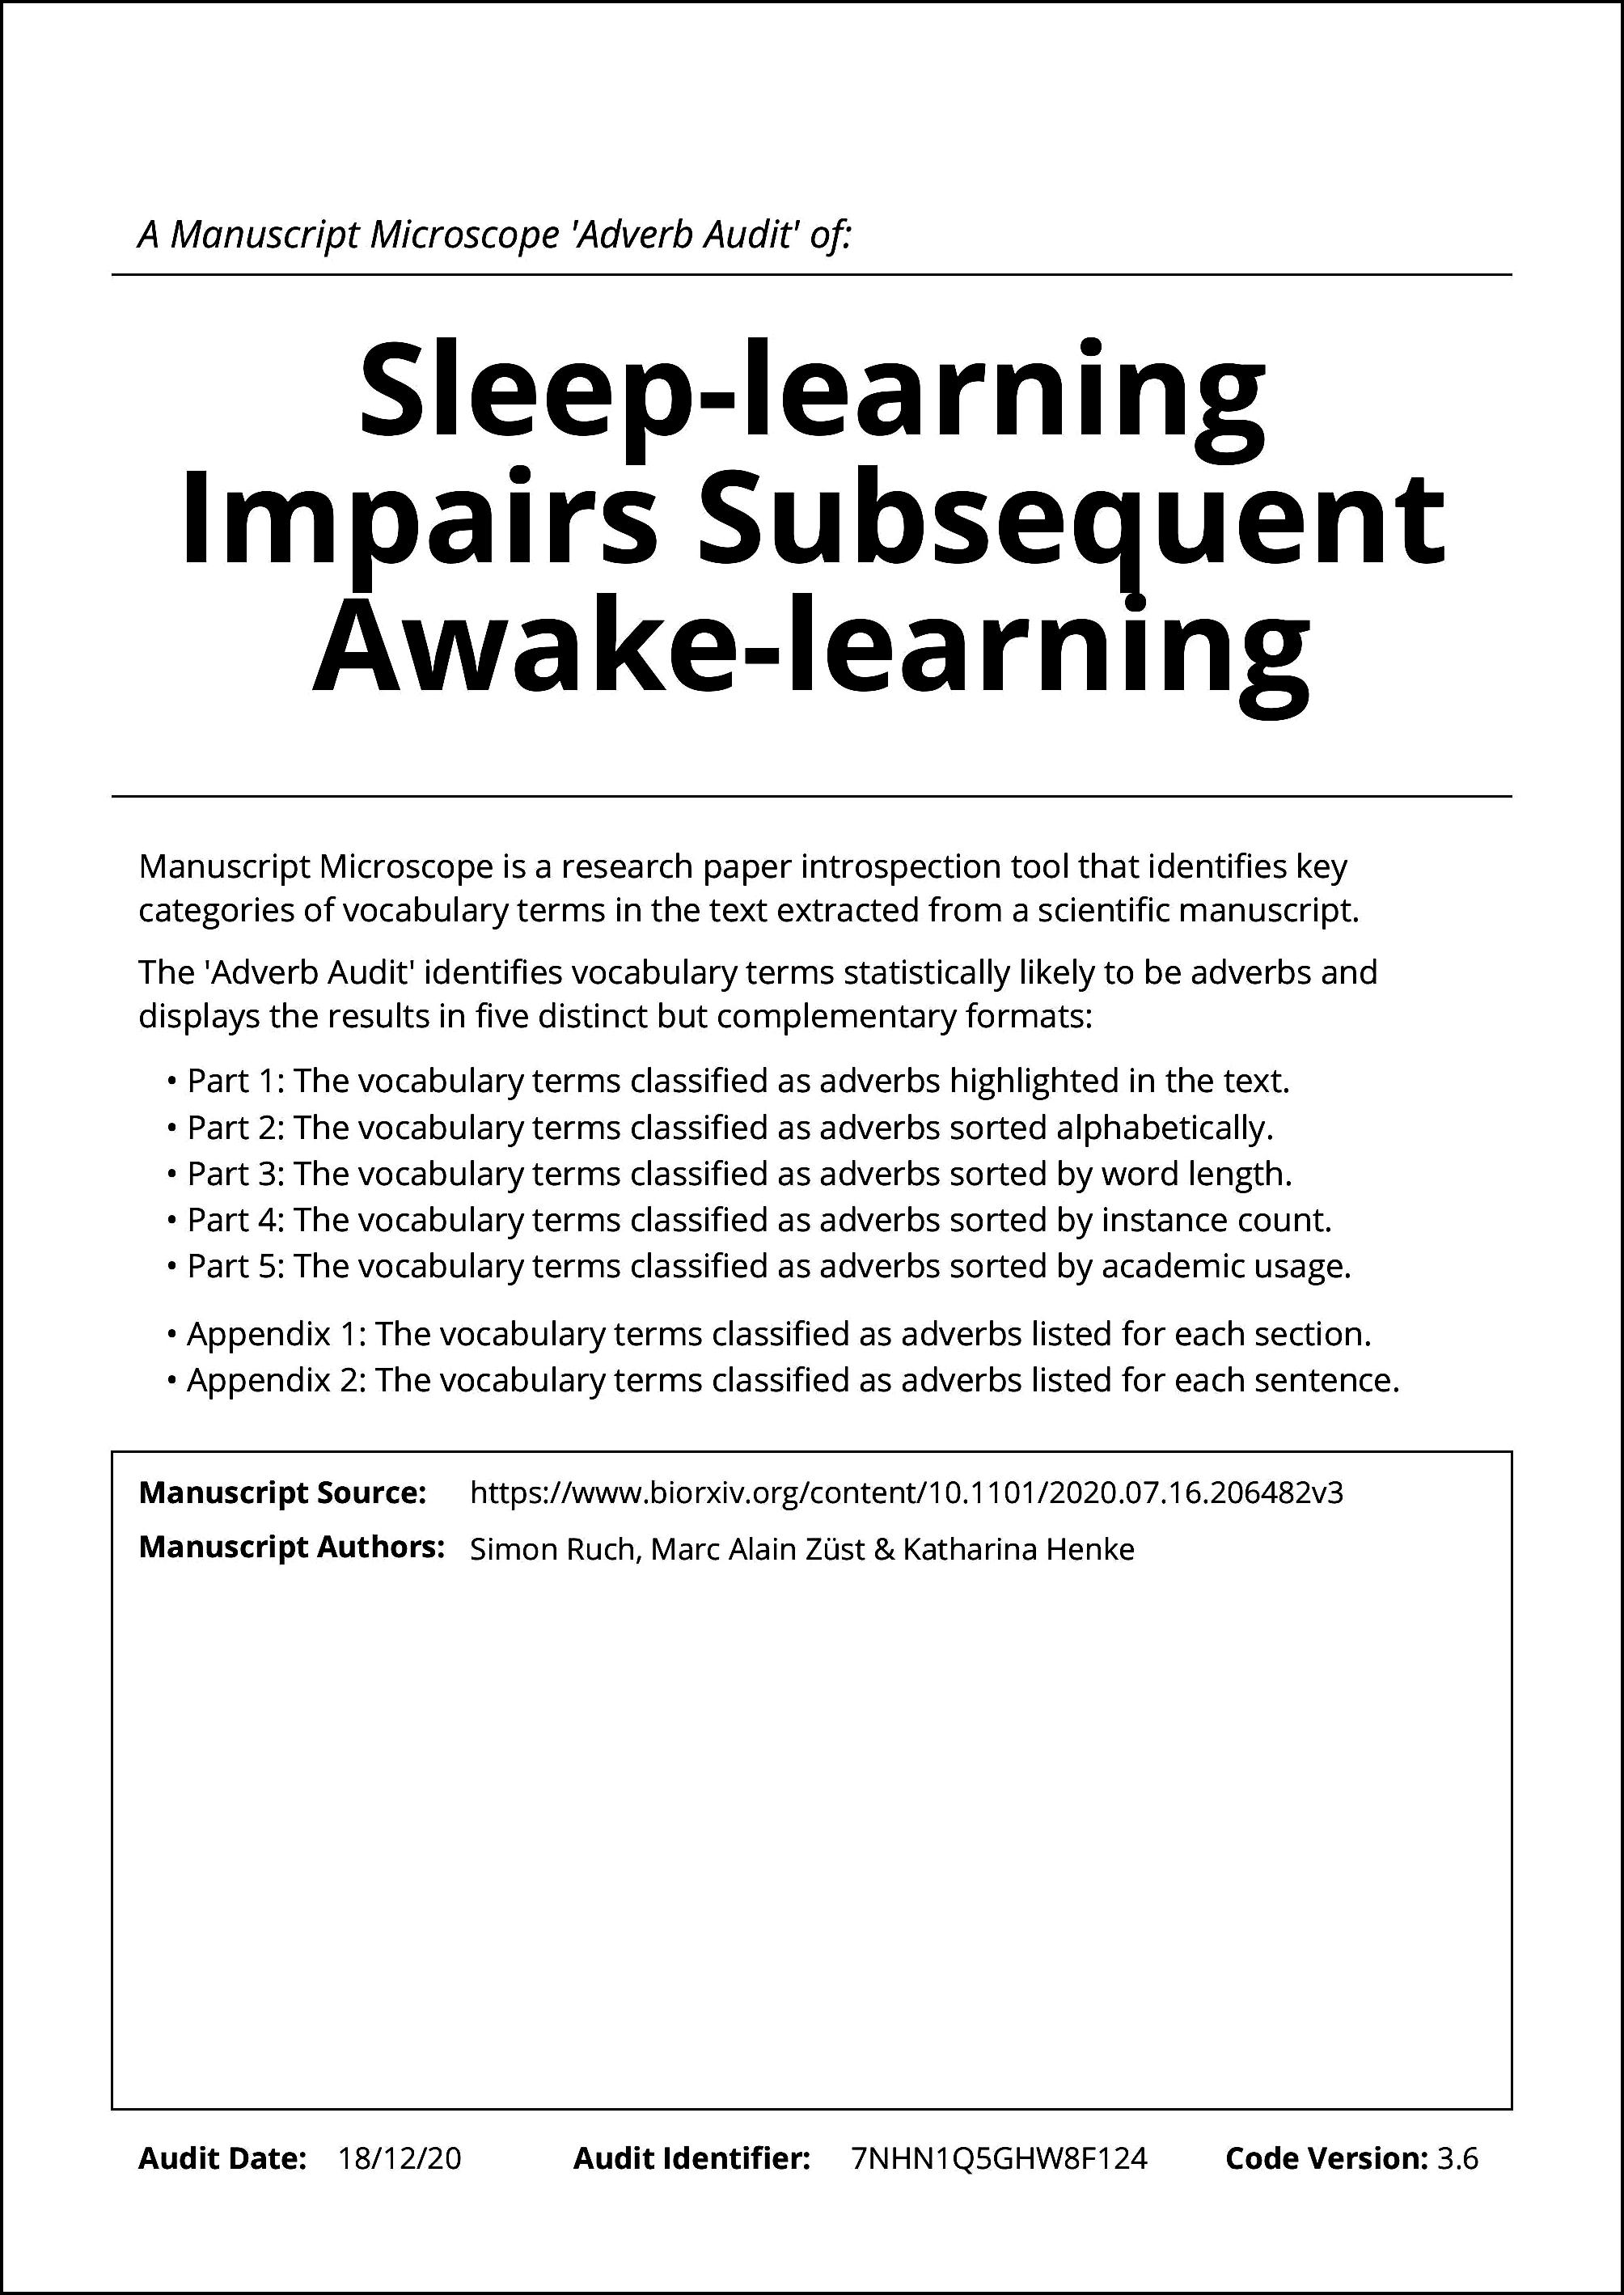 A Manuscript Microscope 'Adverb Audit' of:
Sleep-learning
Impairs Subsequent
Awake-learning
Manuscript Microscope is a research paper introspection tool that identifies key
categories of vocabulary terms in the text extracted from a scientific manuscript.
The 'Adverb Audit' identifies vocabulary terms statistically likely to be adverbs and
displays the results in five distinct but complementary formats:
• Part 1: The vocabulary terms classified as adverbs highlighted in the text.
• Part 2: The vocabulary terms classified as adverbs sorted alphabetically.
• Part 3: The vocabulary terms classified as adverbs sorted by word length.
• Part 4: The vocabulary terms classified as adverbs sorted by instance count.
• Part 5: The vocabulary terms classified as adverbs sorted by academic usage.
• Appendix 1: The vocabulary terms classified as adverbs listed for each section.
• Appendix 2: The vocabulary terms classified as adverbs listed for each sentence.
Manuscript Source: https://www.biorxiv.org/content/10.1101/2020.07.16.206482v3
Manuscript Authors: Simon Ruch, Marc Alain Züst & Katharina Henke
Audit Date: 18/12/20 Audit Identifier: 7NHN1Q5GHW8F124 Code Version: 3.6